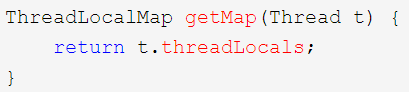 ThreadLocalMap getMap(Thread t) {
    return t.threadLocals;
}